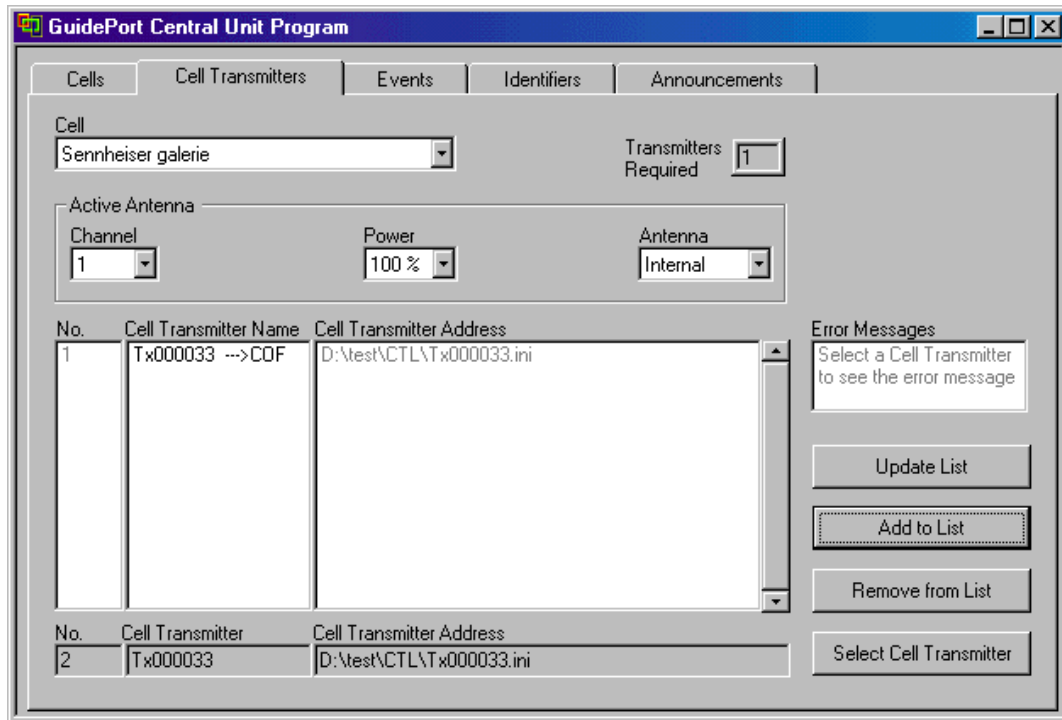 GuidePort Central Unit Program
Cells
Cell Transmitters
Events
Identifiers
Announcements
Cell
Sennheiser galerie
Transmitters
Required
1
Active Antenna
Channel
Power
Antenna
1
100 %
Internal
No.
Cell Transmitter Name
Cell Transmitter Address
1
Tx000033 --->COF
D:\test\CTL\Tx000033.ini
Error Messages
Select a Cell Transmitter
to see the error message
Update List
Add to List
Remove from List
Select Cell Transmitter
No.
Cell Transmitter
Cell Transmitter Address
2
Tx000033
D:\test\CTL\Tx000033.ini